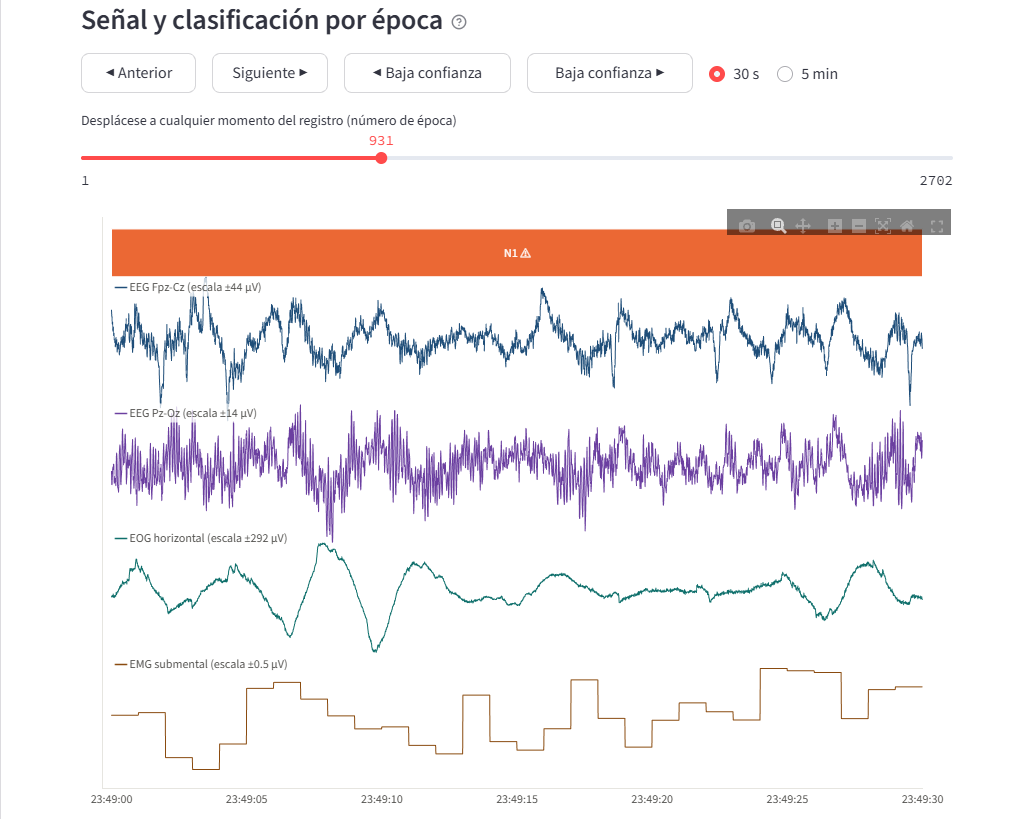 Señal y clasificación por época
◄ Anterior
Siguiente ►
◄ Baja confianza
Baja confianza ►
30 s
5 min
Desplácese a cualquier momento del registro (número de época)
931
1
2702
N1 ⚠
EEG Fpz-Cz (escala ±44 µV)
EEG Pz-Oz (escala ±14 µV)
EOG horizontal (escala ±292 µV)
EMG submental (escala ±0.5 µV)
23:49:00
23:49:05
23:49:10
23:49:15
23:49:20
23:49:25
23:49:30